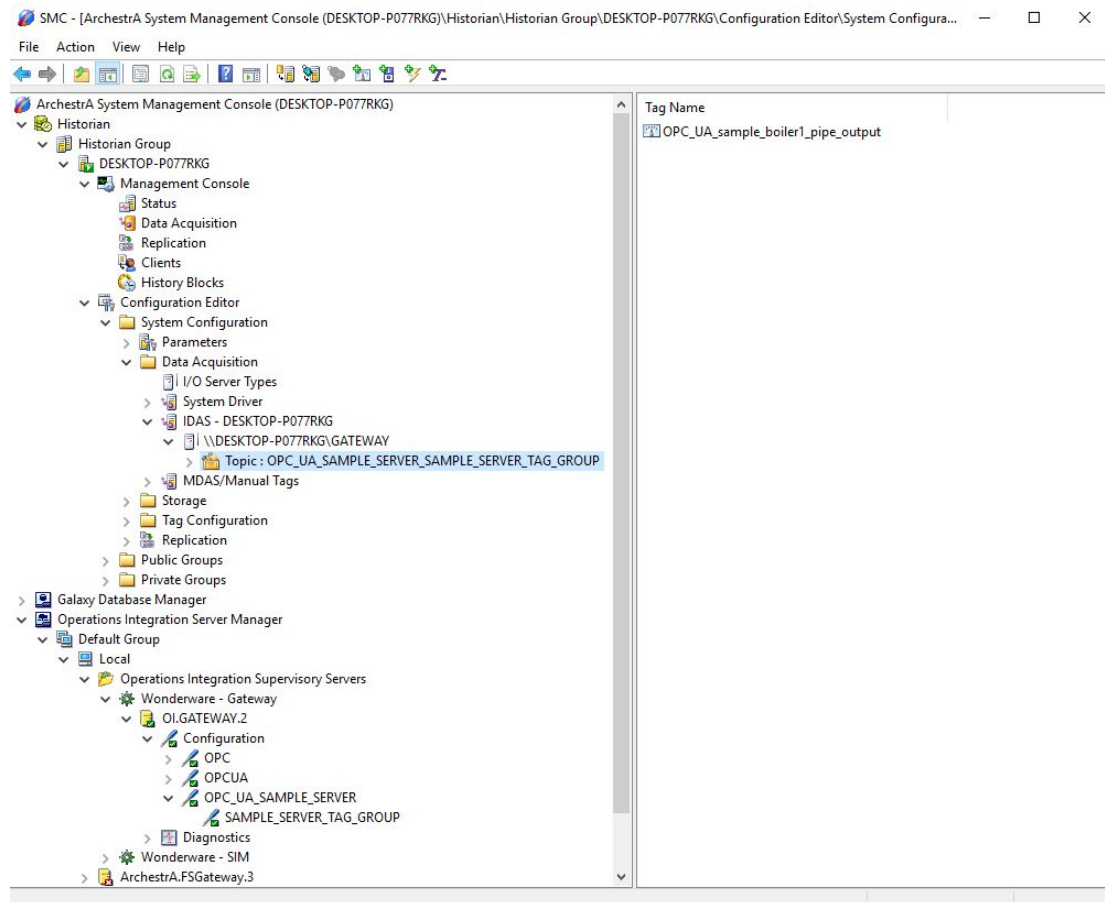 SMC - [ArchestrA System Management Console (DESKTOP-P077RKG)\Historian\Historian Group\DESKTOP-P077RKG\Configuration Editor\System Configura...
File Action View Help
ArchestrA System Management Console (DESKTOP-P077RKG)
Historian
Historian Group
DESKTOP-P077RKG
Management Console
Status
Data Acquisition
Replication
Clients
History Blocks
Configuration Editor
System Configuration
Parameters
Data Acquisition
I/O Server Types
System Driver
IDAS - DESKTOP-P077RKG
\\DESKTOP-P077RKG\GATEWAY
Topic : OPC_UA_SAMPLE_SERVER_SAMPLE_SERVER_TAG_GROUP
MDAS/Manual Tags
Storage
Tag Configuration
Replication
Public Groups
Private Groups
Galaxy Database Manager
Operations Integration Server Manager
Default Group
Local
Operations Integration Supervisory Servers
Wonderware - Gateway
OI.GATEWAY.2
Configuration
OPC
OPCUA
OPC_UA_SAMPLE_SERVER
SAMPLE_SERVER_TAG_GROUP
Diagnostics
Wonderware - SIM
ArchestrA.FSGateway.3
Tag Name
OPC_UA_sample_boiler1_pipe_output